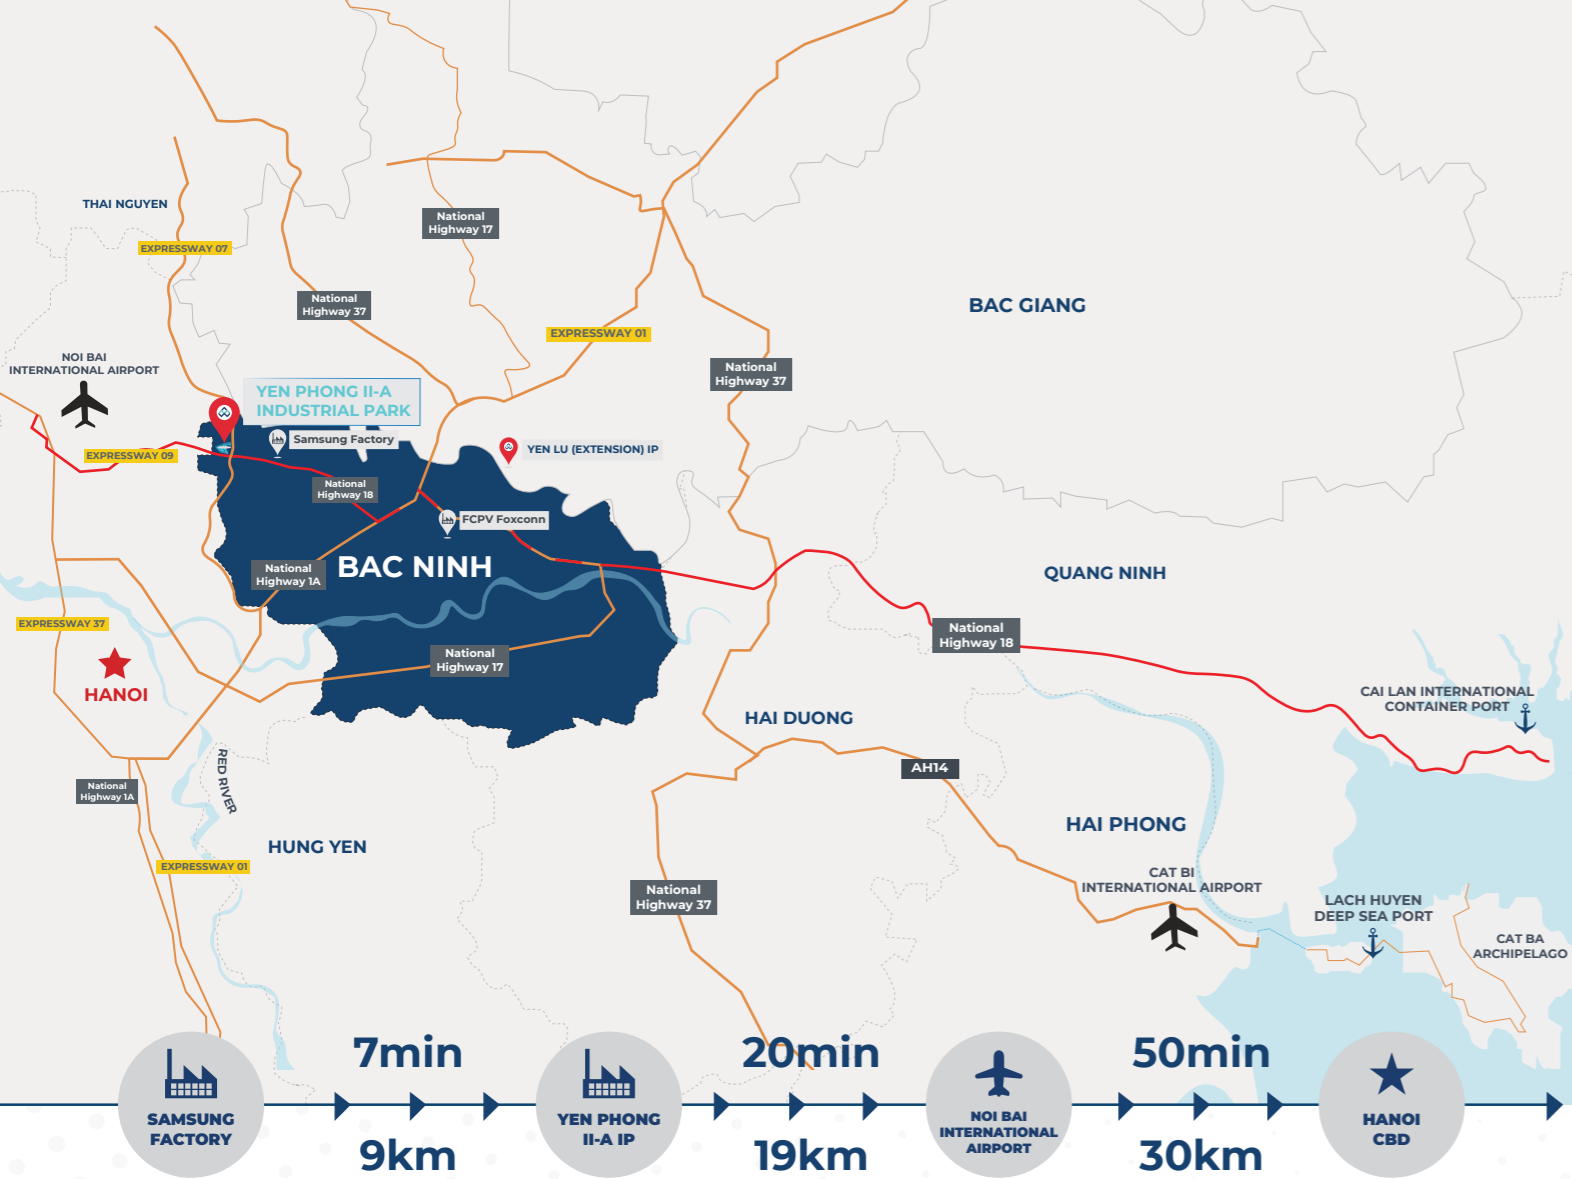 THAI NGUYEN
National
Highway 17
EXPRESSWAY 07
National
Highway 37
BAC GIANG
EXPRESSWAY 01
NOI BAI
INTERNATIONAL AIRPORT
National
Highway 37
YEN PHONG II-A
INDUSTRIAL PARK
Samsung Factory
YEN LU (EXTENSION) IP
EXPRESSWAY 09
National
Highway 18
FCPV Foxconn
BAC NINH
National
Highway 1A
QUANG NINH
EXPRESSWAY 37
National
Highway 18
HANOI
National
Highway 17
CAI LAN INTERNATIONAL
CONTAINER PORT
HAI DUONG
AH14
RED RIVER
National
Highway 1A
HAI PHONG
HUNG YEN
EXPRESSWAY 01
CAT BI
INTERNATIONAL AIRPORT
National
Highway 37
LACH HUYEN
DEEP SEA PORT
CAT BA
ARCHIPELAGO
7min
20min
50min
SAMSUNG
FACTORY
YEN PHONG
II-A IP
NOI BAI
INTERNATIONAL
AIRPORT
HANOI
CBD
9km
19km
30km